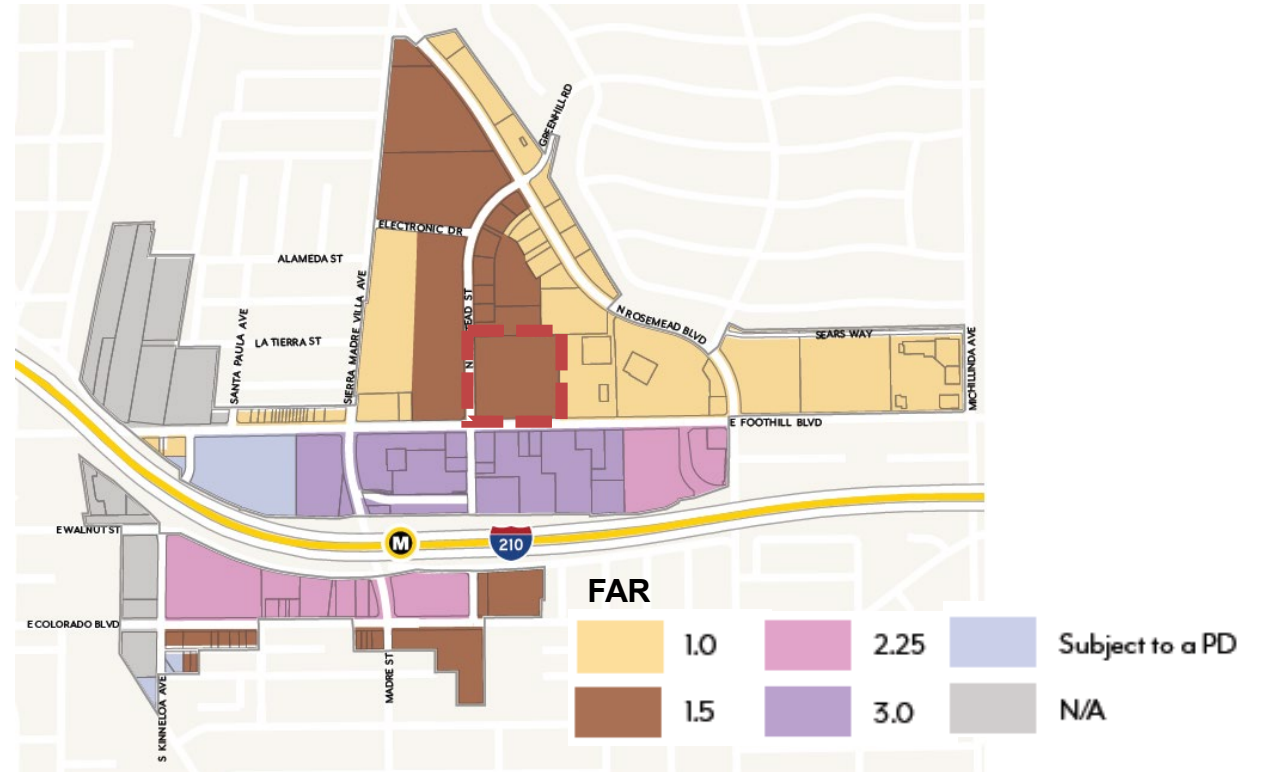 GREENHILL RD
ELECTRONIC DR
ALAMEDA ST
SIERRA MADRE VILLA AVE
N
EAD ST
SANTA PAULA AVE
LA TIERRA ST
N ROSEMEAD BLVD
SEARS WAY
MICHILLINDA AVE
E FOOTHILL BLVD
E WALNUT ST
M
210
E COLORADO BLVD
MADRE ST
S KINNELOA AVE
FAR
1.0
2.25
Subject to a PD
1.5
3.0
N/A